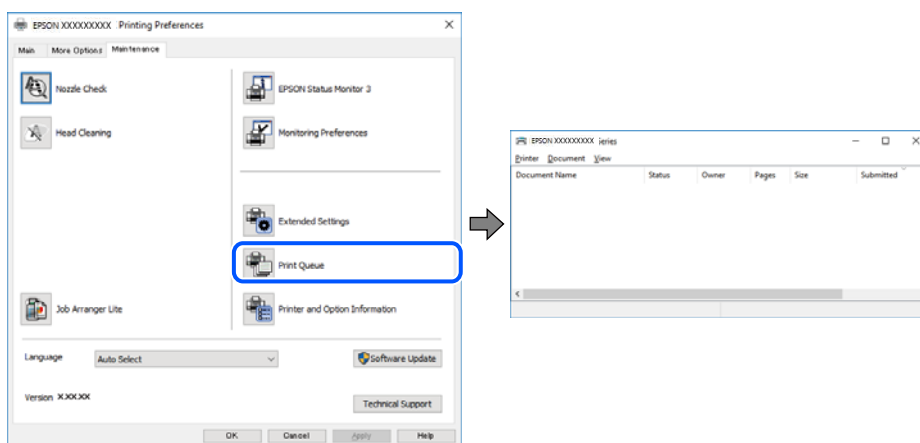 EPSON XXXXXXXXX Printing Preferences
Main More Options Maintenance
Nozzle Check
EPSON Status Monitor 3
Head Cleaning
Monitoring Preferences
Extended Settings
Print Queue
Job Arranger Lite
Printer and Option Information
Language Auto Select Software Update
Version X.XX.XX
Technical Support
OK Cancel Apply Help
EPSON XXXXXXXXX ieries
Printer Document View
Document Name Status Owner Pages Size Submitted